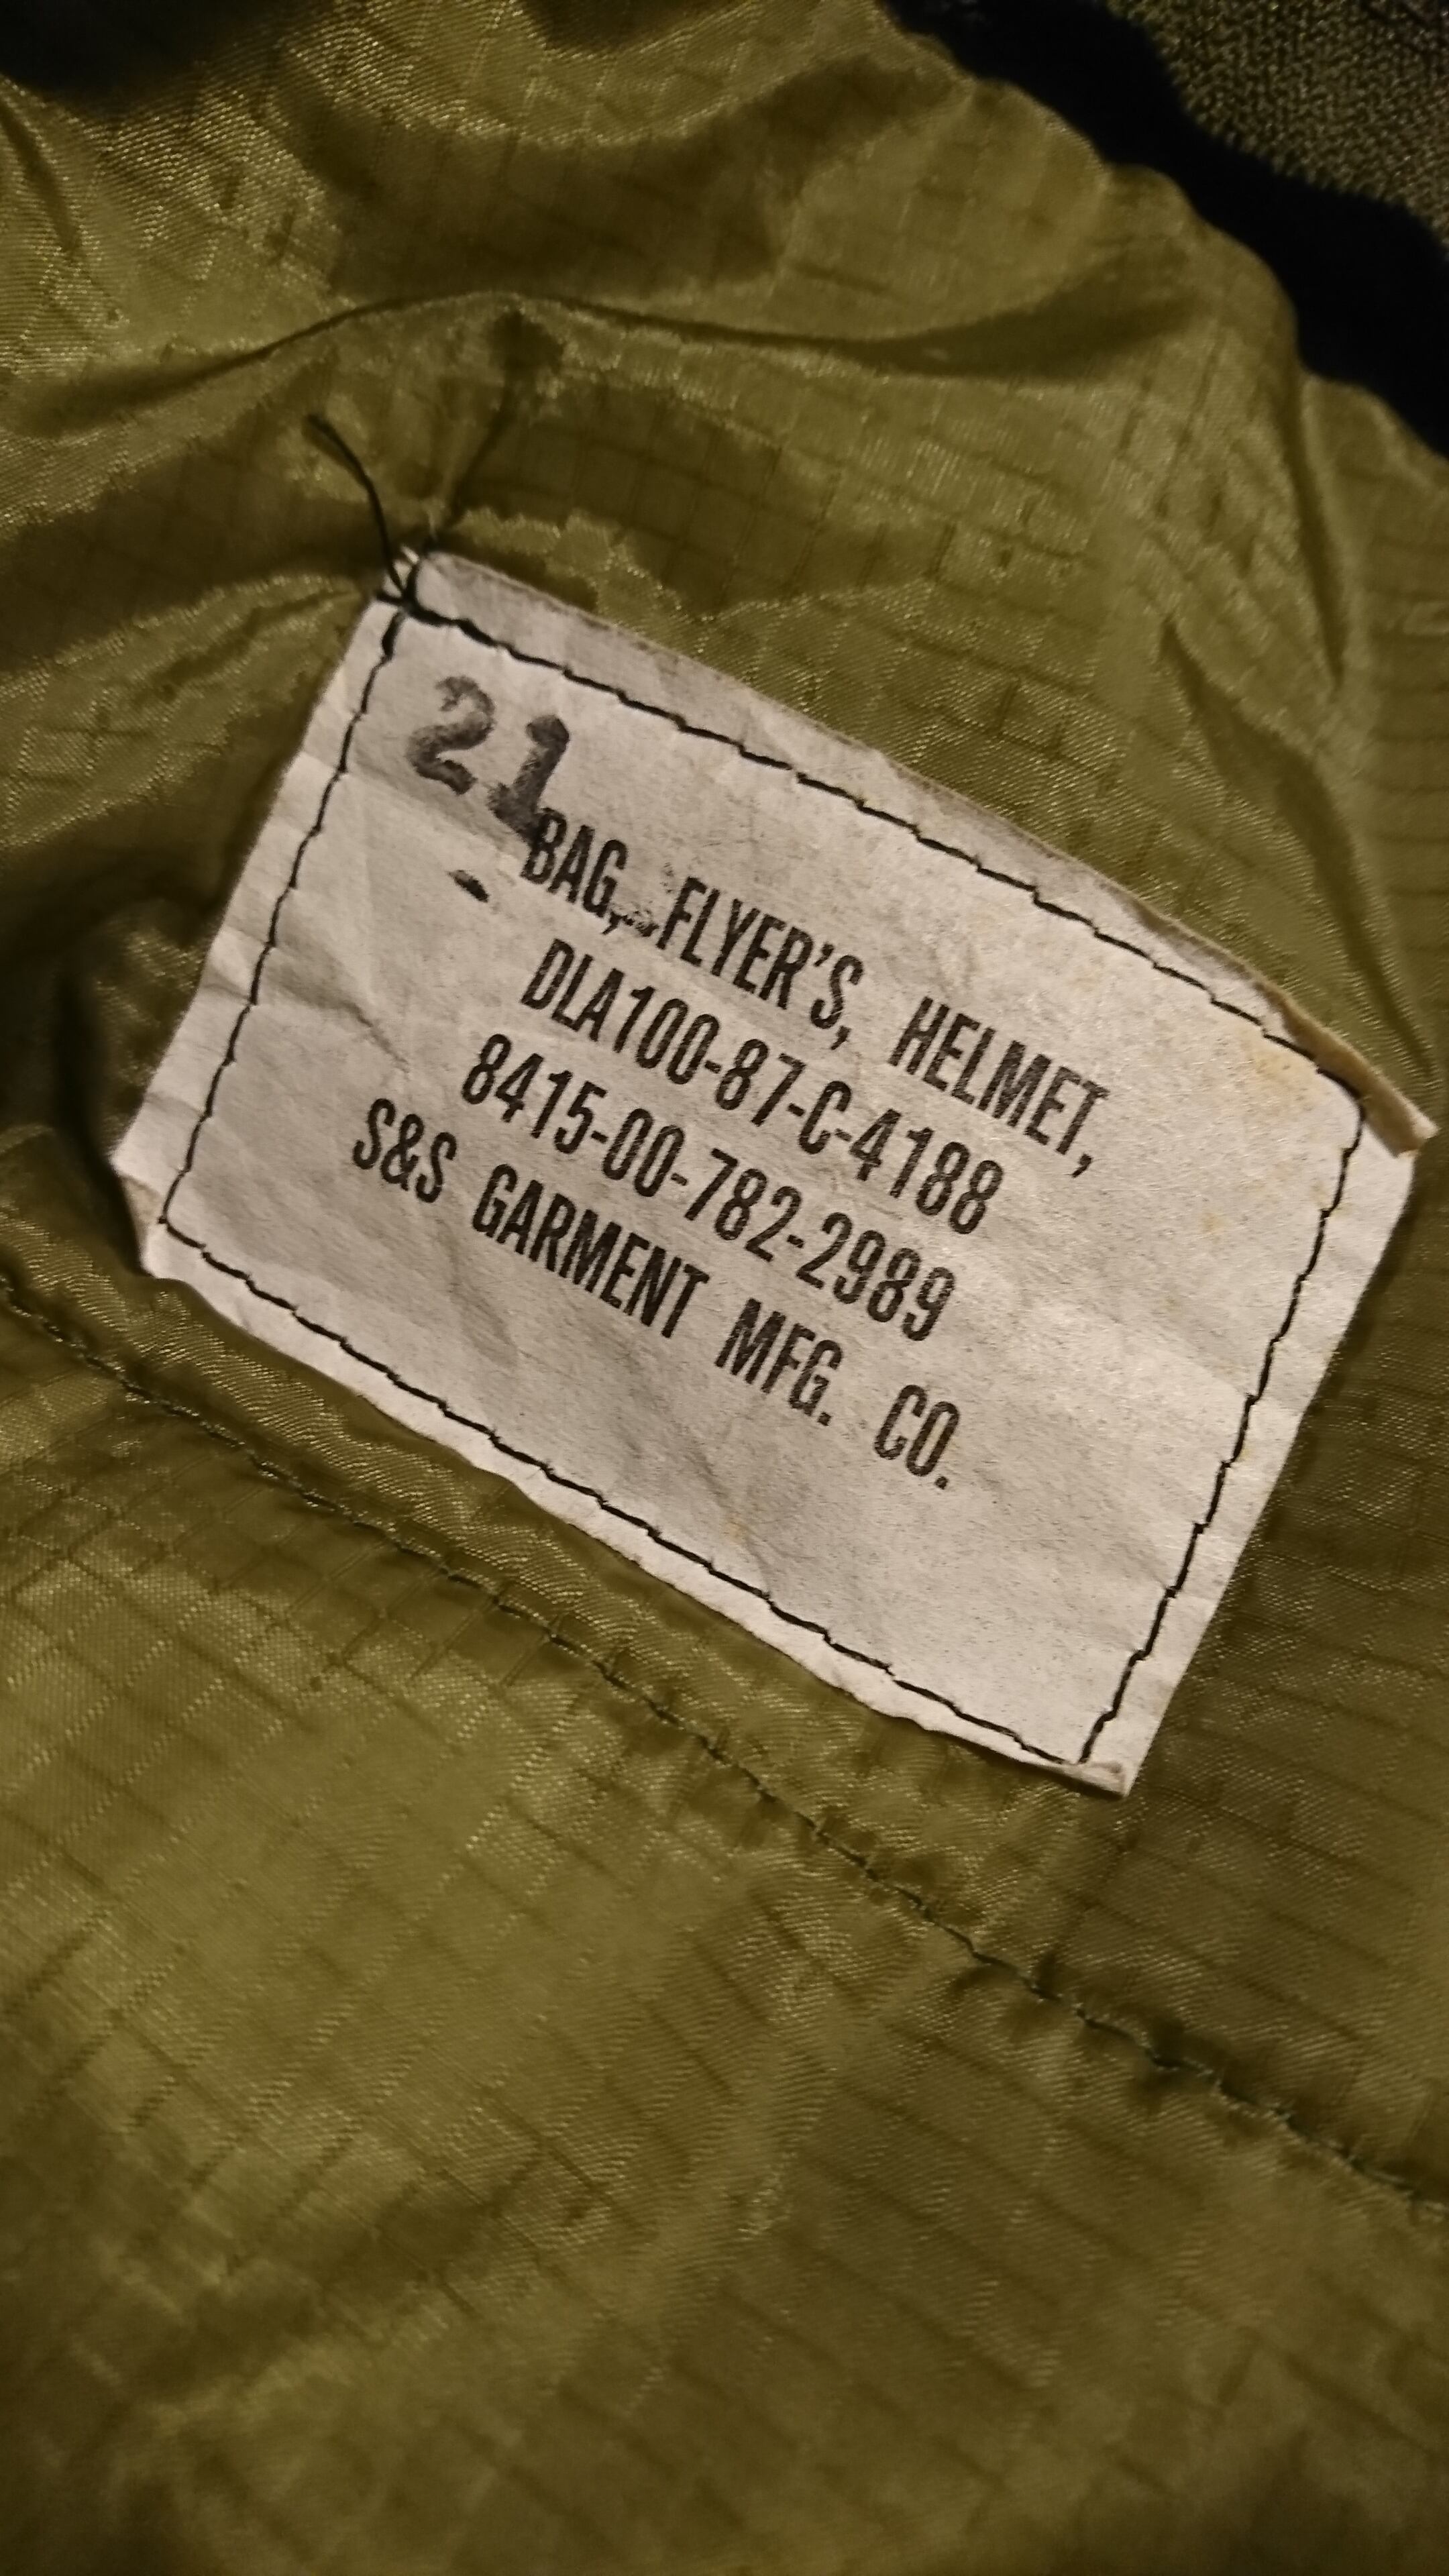 21
BAG, FLYER'S, HELMET,
DLA100-87-C-4188
8415-00-782-2989
S&S GARMENT MFG. CO.